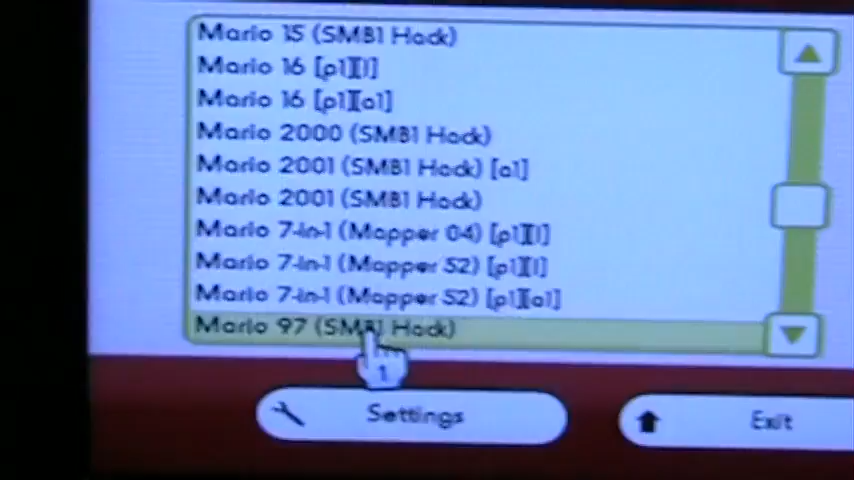 Mario 15 (SMB1 Hack)
Mario 16 [p1][!]
Mario 16 [p1][a1]
Mario 2000 (SMB1 Hack)
Mario 2001 (SMB1 Hack) [a1]
Mario 2001 (SMB1 Hack)
Mario 7-in-1 (Mapper 04) [p1][!]
Mario 7-in-1 (Mapper 52) [p1][!]
Mario 7-in-1 (Mapper 52) [p1][a1]
Mario 97 (SMB1 Hack)
1
Settings
Exit